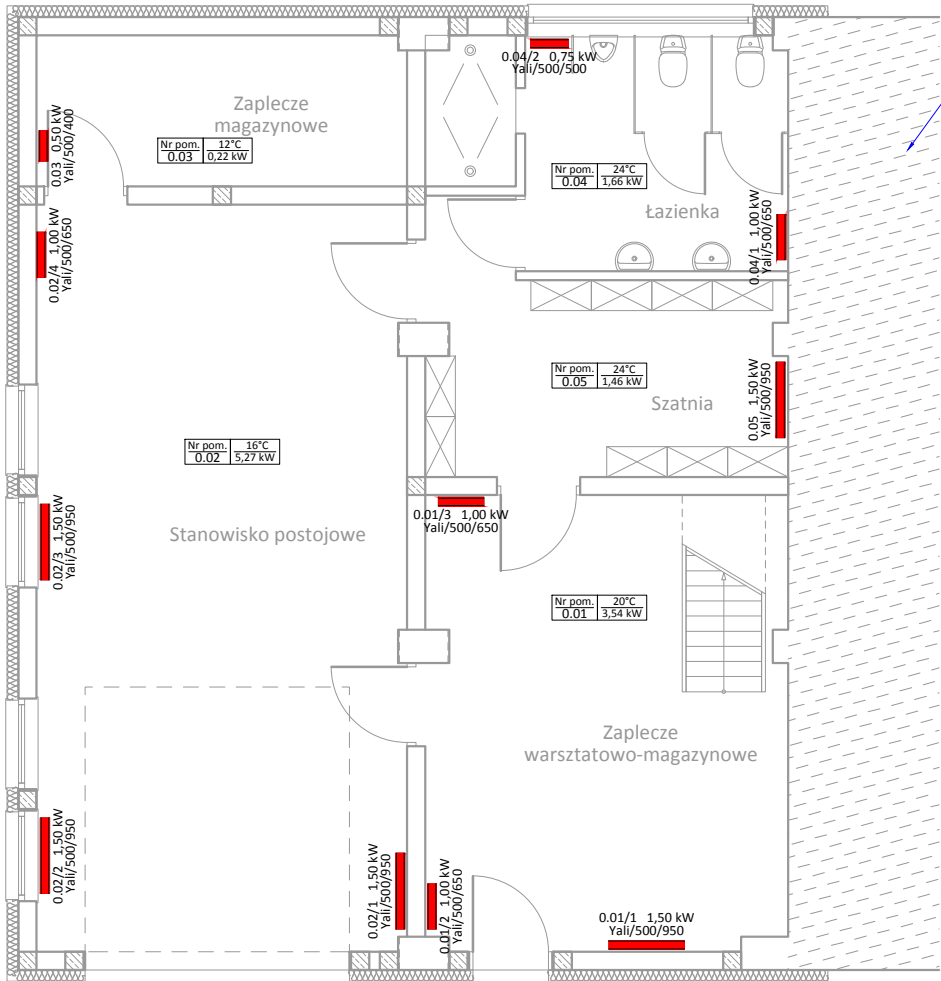 0.04/2 0,75 kW
Yali/500/500
Zaplecze
magazynowe
0.03 0,50 kW
Yali/500/400
Nr pom. 12°C
0.03 0,22 kW
Nr pom. 24°C
0.04 1,66 kW
Łazienka
0.02/4 1,00 kW
Yali/500/650
0.04/1 1,00 kW
Yali/500/650
Nr pom. 24°C
0.05 1,46 kW
Szatnia
0.05 1,50 kW
Yali/500/950
Nr pom. 16°C
0.02 5,27 kW
0.01/3 1,00 kW
Yali/500/650
Stanowisko postojowe
0.02/3 1,50 kW
Yali/500/950
Nr pom. 20°C
0.01 3,54 kW
Zaplecze
warsztatowo-magazynowe
0.02/2 1,50 kW
Yali/500/950
0.02/1 1,50 kW
Yali/500/950
0.01/2 1,00 kW
Yali/500/650
0.01/1 1,50 kW
Yali/500/950